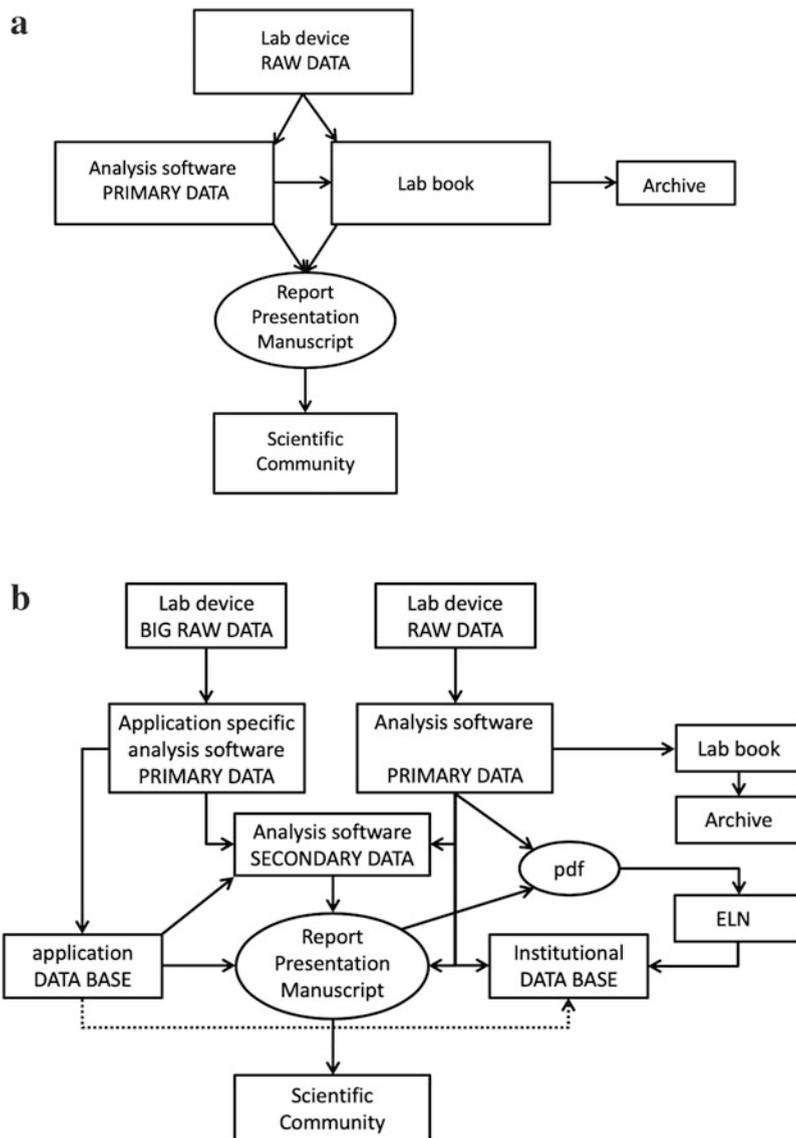 a
Lab device
RAW DATA
Analysis software
PRIMARY DATA
Lab book
Archive
Report
Presentation
Manuscript
Scientific
Community
b
Lab device
BIG RAW DATA
Lab device
RAW DATA
Application specific
analysis software
PRIMARY DATA
Analysis software
PRIMARY DATA
Lab book
Archive
Analysis software
SECONDARY DATA
pdf
ELN
application
DATA BASE
Report
Presentation
Manuscript
Institutional
DATA BASE
Scientific
Community